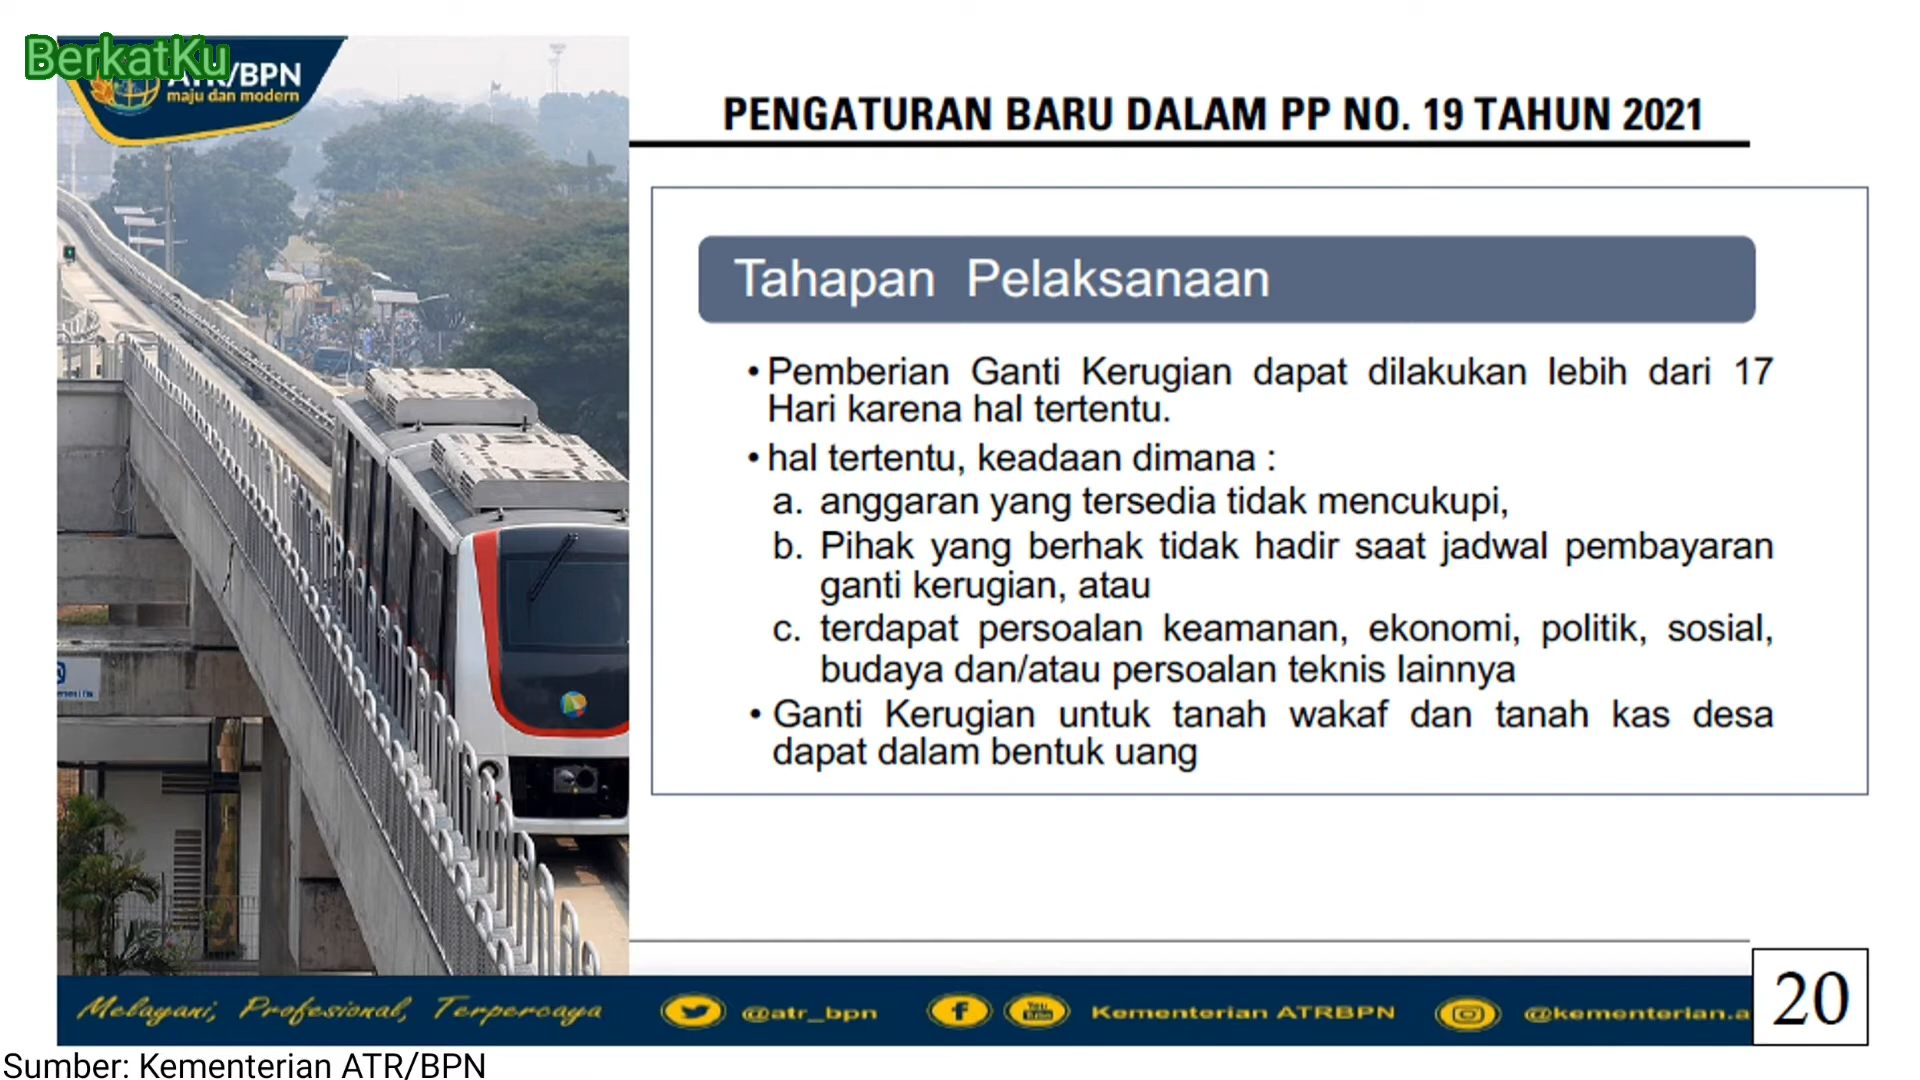 BerkatKu
ATR/BPN
maju dan modern
PENGATURAN BARU DALAM PP NO. 19 TAHUN 2021
Tahapan Pelaksanaan
• Pemberian Ganti Kerugian dapat dilakukan lebih dari 17
Hari karena hal tertentu.
• hal tertentu, keadaan dimana :
a. anggaran yang tersedia tidak mencukupi,
b. Pihak yang berhak tidak hadir saat jadwal pembayaran
ganti kerugian, atau
c. terdapat persoalan keamanan, ekonomi, politik, sosial,
budaya dan/atau persoalan teknis lainnya
• Ganti Kerugian untuk tanah wakaf dan tanah kas desa
dapat dalam bentuk uang
Melayani, Profesional, Terpercaya
@atr_bpn
You Tube
Kementerian ATRBPN
@kementerian.a
20
Sumber: Kementerian ATR/BPN